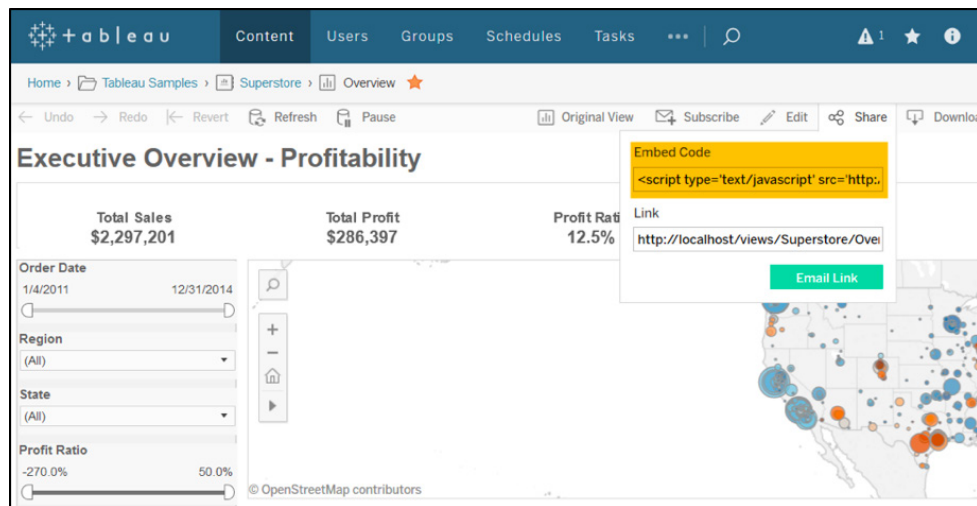 + a b | e a u Content Users Groups Schedules Tasks 1
Home › Tableau Samples › Superstore › Overview
Undo Redo Revert Refresh Pause Original View Subscribe Edit Share
Executive Overview - Profitability
Embed Code
<script type='text/javascript' src='http:
Total Sales Total Profit
$2,297,201 $286,397 12.5%
Profit
Link
http://localhost/views/Superstore/
Email Link
Order Date
1/4/2011 12/31/2014
Region
(All)
State
(All)
Profit Ratio
-270.0% 50.0%
© OpenStreetMap contributors